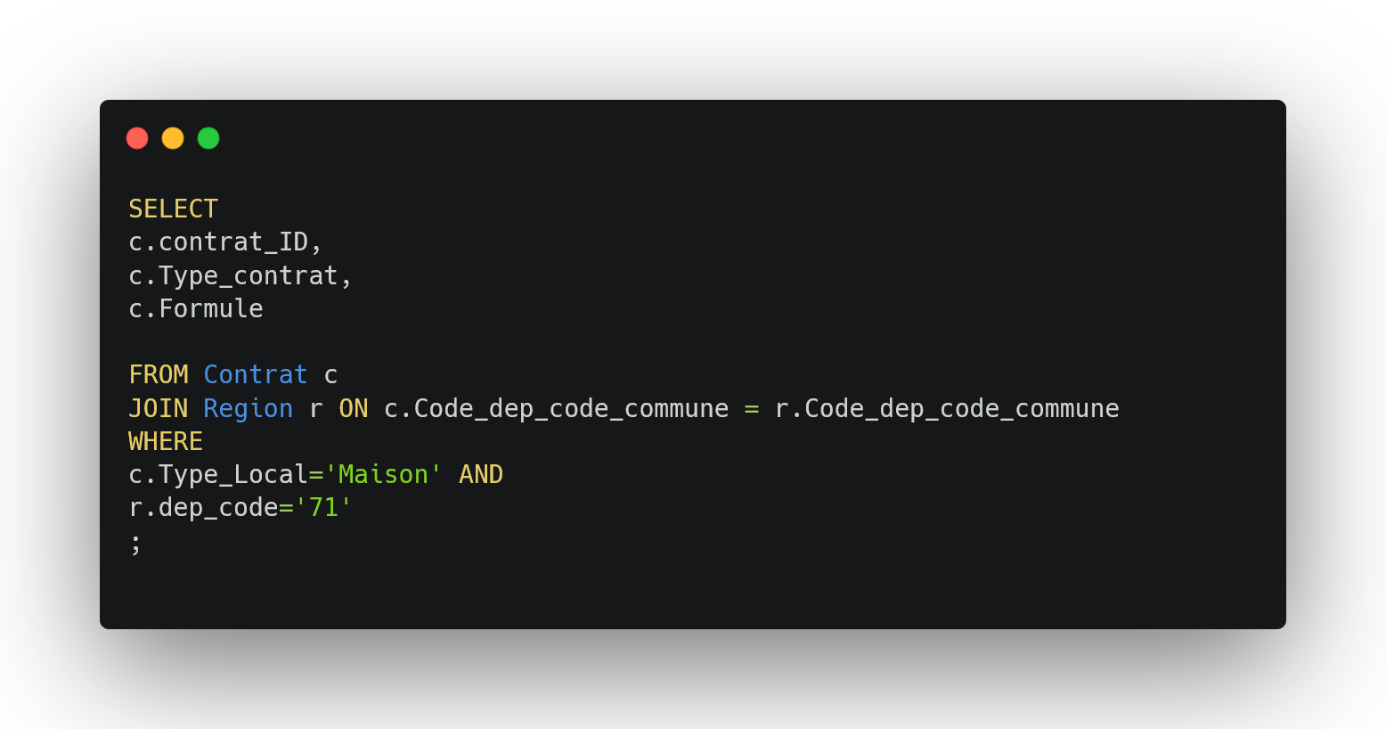 SELECT
c.contrat_ID,
c.Type_contrat,
c.Formule
FROM Contrat c
JOIN Region r ON c.Code_dep_code_commune = r.Code_dep_code_commune
WHERE
c.Type_Local='Maison' AND
r.dep_code='71'
;